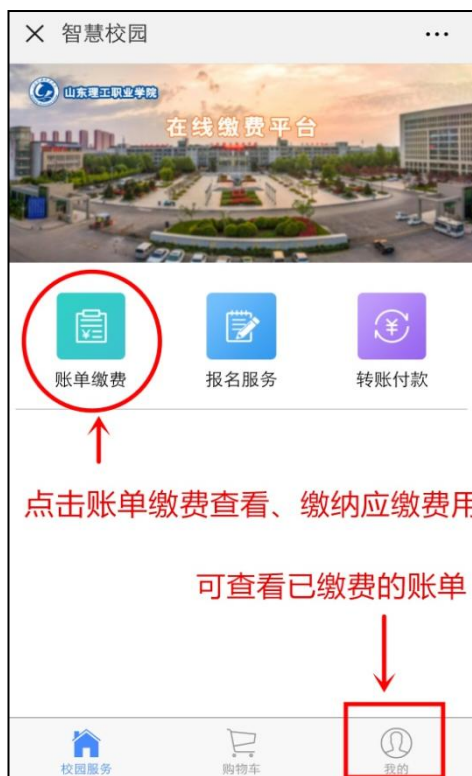 智慧校园
山东理工职业学院
在线缴费平台
账单缴费 报名服务 转账付款
点击账单缴费查看、缴纳应缴费用
可查看已缴费的账单
校园服务 购物车 我的